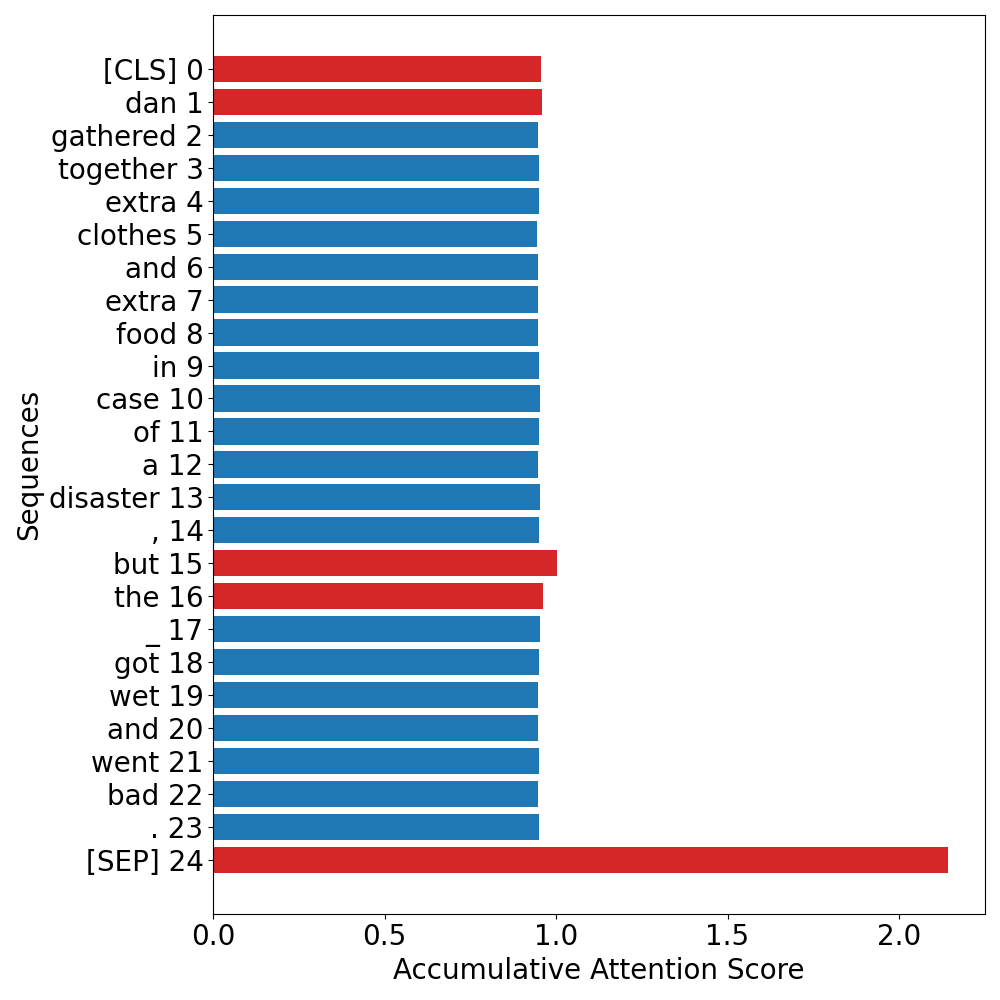 [CLS] 0
dan 1
gathered 2
together 3
extra 4
clothes 5
and 6
extra 7
food 8
in 9
case 10
of 11
a 12
disaster 13
, 14
but 15
the 16
_ 17
got 18
wet 19
and 20
went 21
bad 22
. 23
[SEP] 24
Sequences
0.0 0.5 1.0 1.5 2.0
Accumulative Attention Score